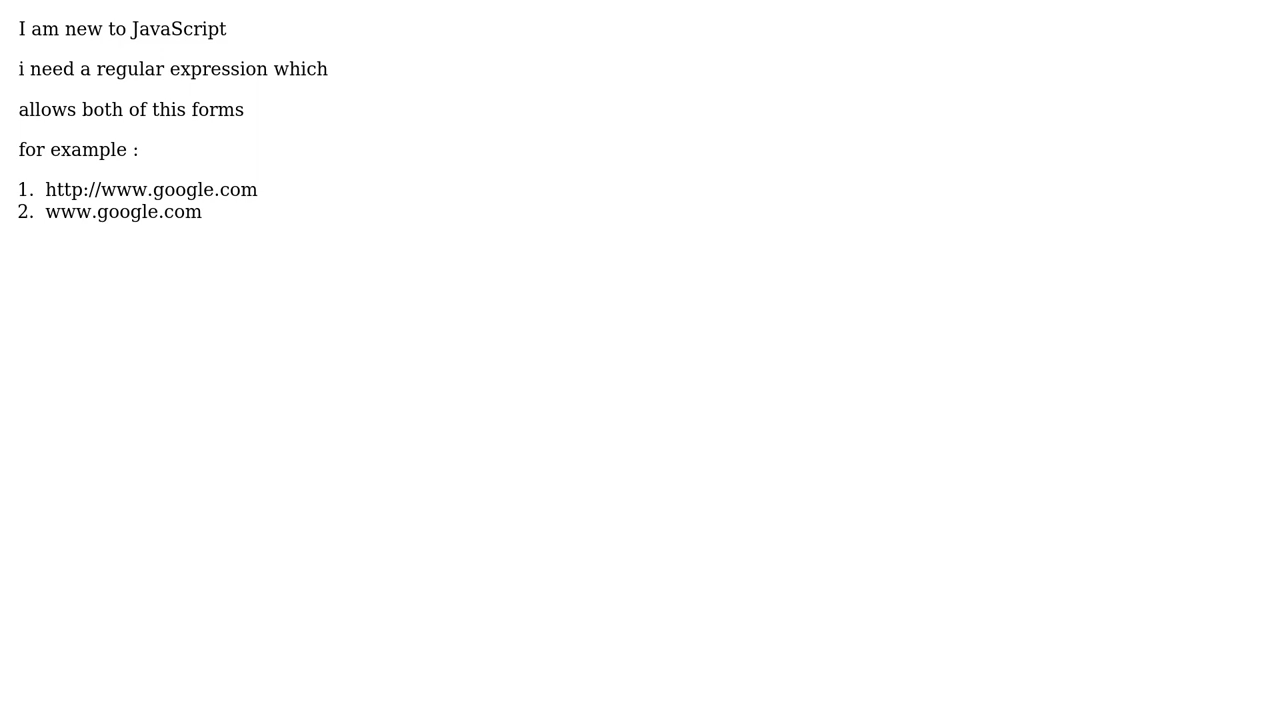 I am new to JavaScript
i need a regular expression which
allows both of this forms
for example :
1. http://www.google.com
2. www.google.com